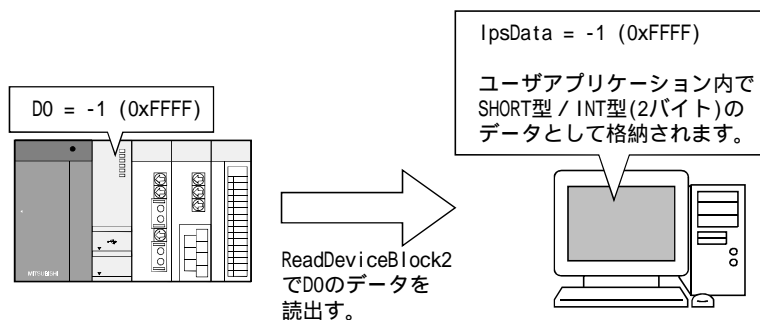 D0 = -1 (0xFFFF)
MITSUBISHI
ReadDeviceBlock2
でD0のデータを
読出す。
IpsData = -1 (0xFFFF)
ユーザアプリケーション内で
SHORT型 / INT型(2バイト)の
データとして格納されます。